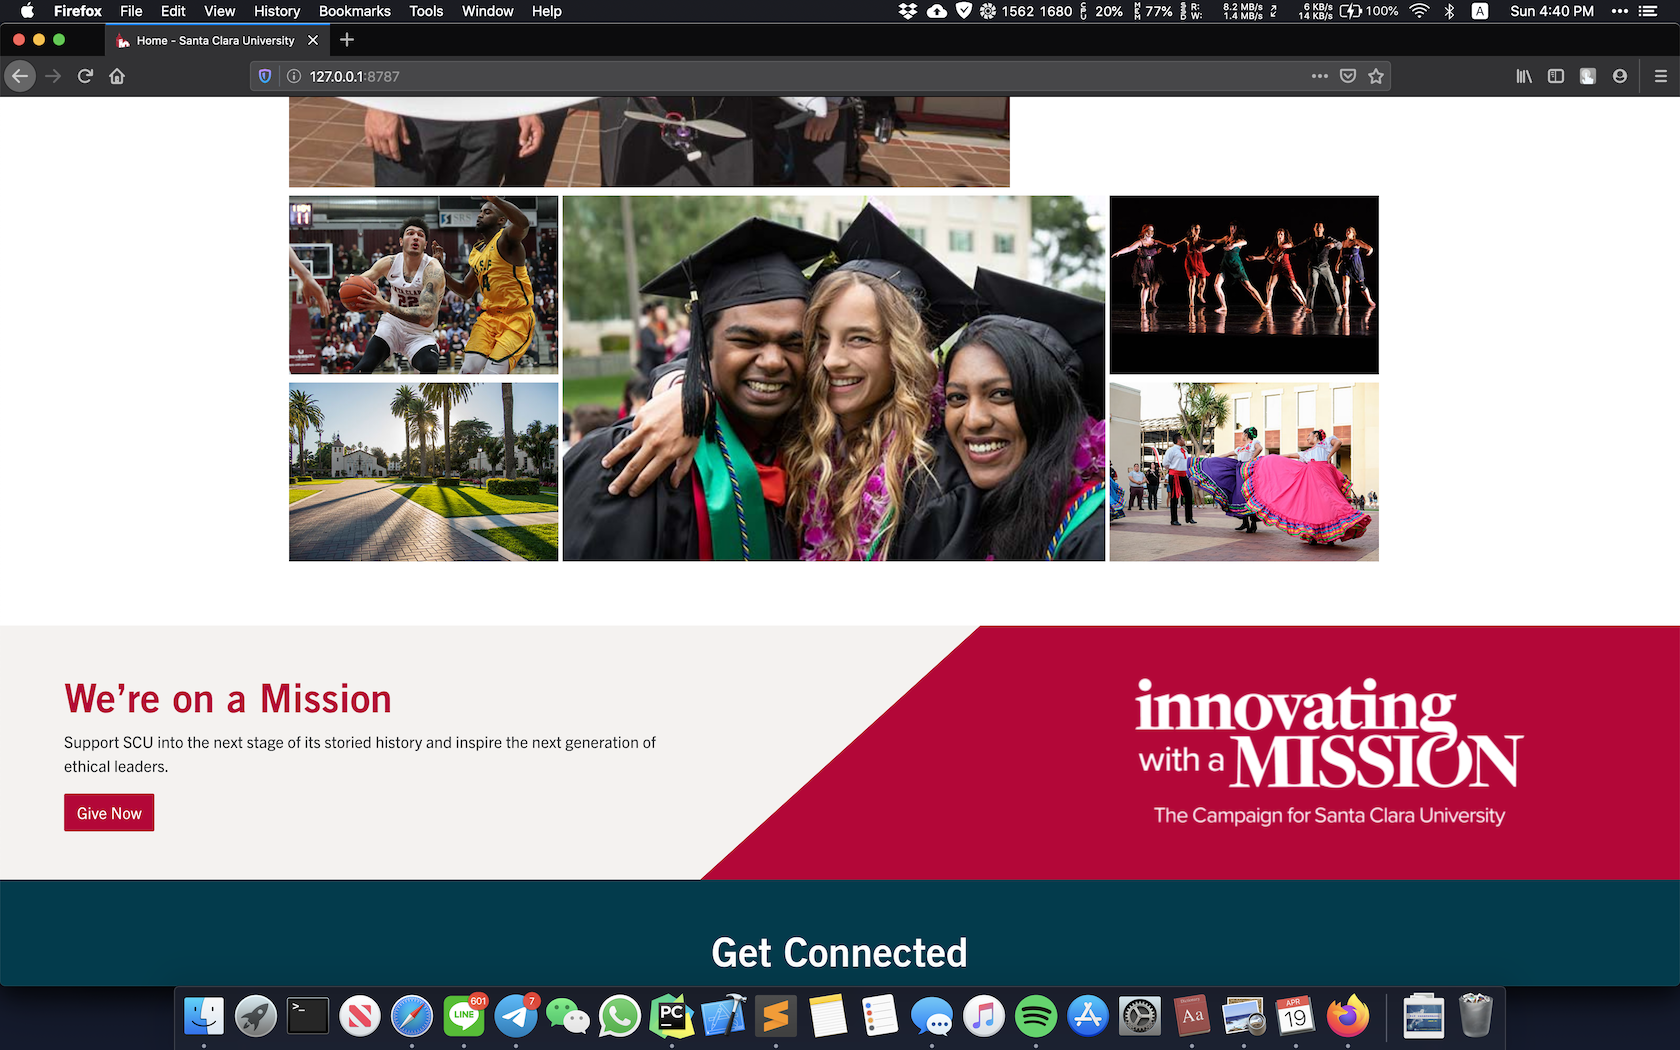 Firefox File Edit View History Bookmarks Tools Window Help
1562 1680 20% 77% R: W: 8.2 MB/s 1.4 MB/s 6 KB/s 14 KB/s 100% A Sun 4:40 PM
Home - Santa Clara University
127.0.0.1:8787
22
We're on a Mission
Support SCU into the next stage of its storied history and inspire the next generation of
ethical leaders.
Give Now
innovating
with a MISSION
The Campaign for Santa Clara University
Get Connected
LINE 601 7 PC Aa APR 19